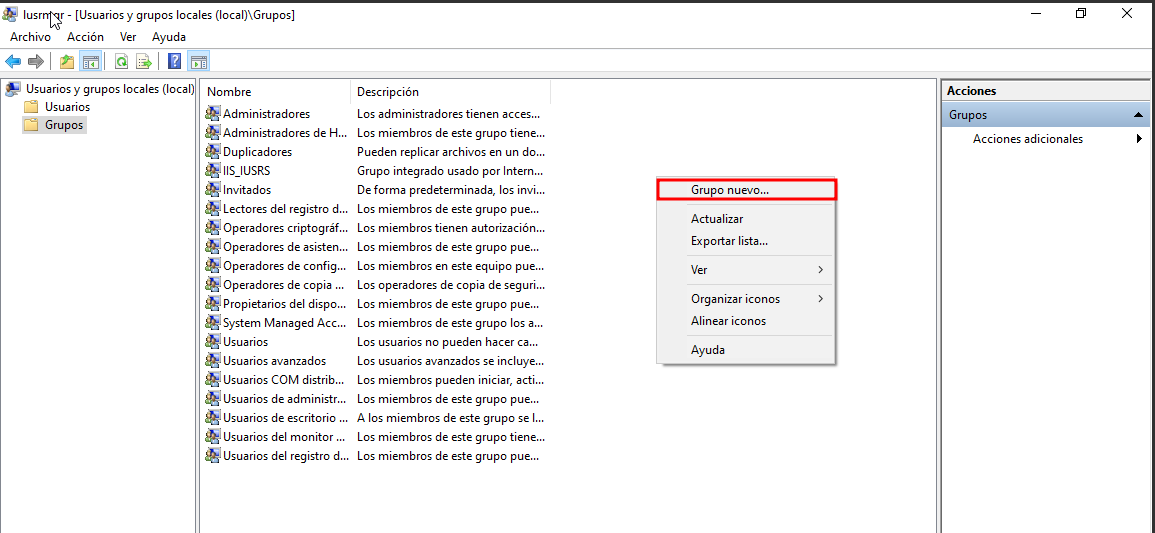 lusrmgr - [Usuarios y grupos locales (local)\Grupos]
Archivo Acción Ver Ayuda
Usuarios y grupos locales (local)
Usuarios
Grupos
Nombre Descripción
Administradores Los administradores tienen acces...
Administradores de H... Los miembros de este grupo tiene...
Duplicadores Pueden replicar archivos en un do...
IIS_IUSRS Grupo integrado usado por Intern...
Invitados De forma predeterminada, los invi...
Lectores del registro d... Los miembros de este grupo pue...
Operadores criptográf... Los miembros tienen autorización...
Operadores de asisten... Los miembros de este grupo pue...
Operadores de config... Los miembros en este equipo pue...
Operadores de copia ... Los operadores de copia de seguri...
Propietarios del dispo... Los miembros de este grupo pue...
System Managed Acc... Los miembros de este grupo los a...
Usuarios Los usuarios no pueden hacer ca...
Usuarios avanzados Los usuarios avanzados se incluye...
Usuarios COM distrib... Los miembros pueden iniciar, acti...
Usuarios de administr... Los miembros de este grupo pue...
Usuarios de escritorio ... A los miembros de este grupo se l...
Usuarios del monitor ... Los miembros de este grupo tiene...
Usuarios del registro d... Los miembros de este grupo pue...
Grupo nuevo...
Actualizar
Exportar lista...
Ver
Organizar iconos
Alinear iconos
Ayuda
Acciones
Grupos
Acciones adicionales